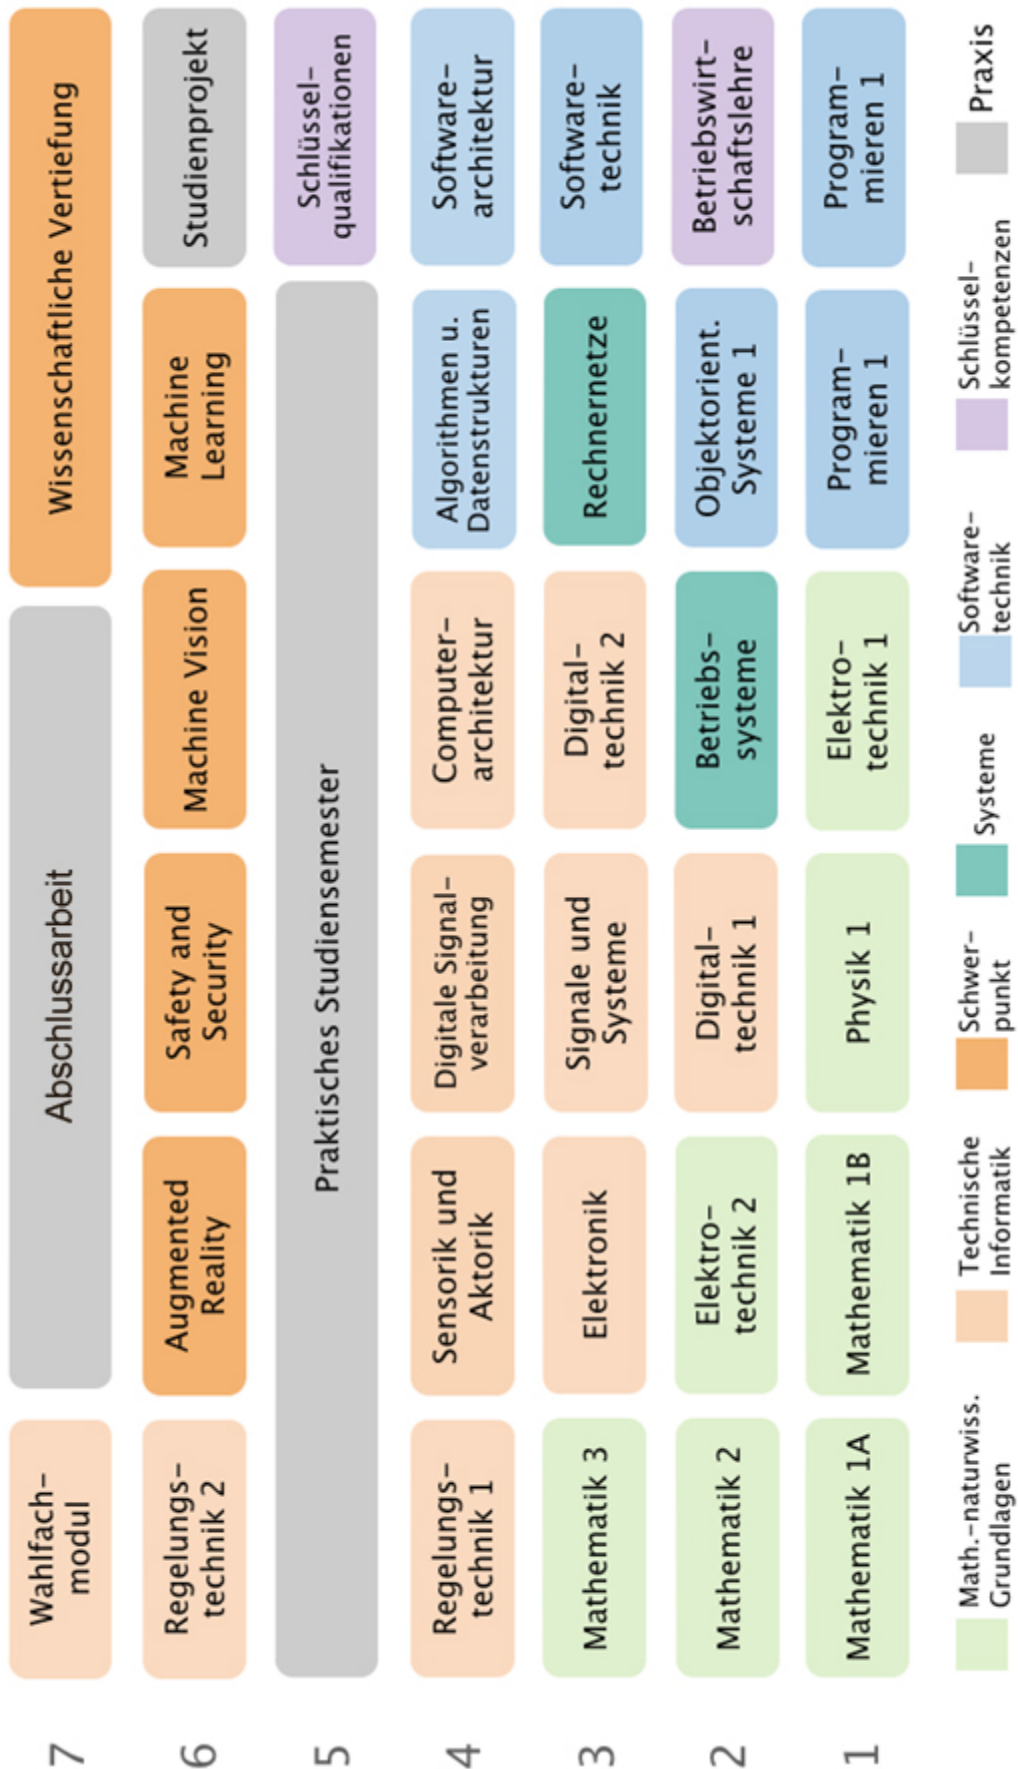 7
Wahlfach-
modul
Abschlussarbeit
Wissenschaftliche Vertiefung
6
Regelungs-
technik 2
Augmented
Reality
Safety and
Security
Machine Vision
Machine
Learning
Studienprojekt
5
Praktisches Studiensemester
Schlüssel-
qualifikationen
4
Regelungs-
technik 1
Sensorik und
Aktorik
Digitale Signal-
verarbeitung
Computer-
architektur
Algorithmen u.
Datenstrukturen
Software-
architektur
3
Mathematik 3
Elektronik
Signale und
Systeme
Digital-
technik 2
Rechnernetze
Software-
technik
2
Mathematik 2
Elektro-
technik 2
Digital-
technik 1
Betriebs-
systeme
Objektorient.
Systeme 1
Betriebswirt-
schaftslehre
1
Mathematik 1A
Mathematik 1B
Physik 1
Elektro-
technik 1
Program-
mieren 1
Program-
mieren 1
Math.-naturwiss.
Grundlagen
Technische
Informatik
Schwer-
punkt
Systeme
Software-
technik
Schlüssel-
kompetenzen
Praxis